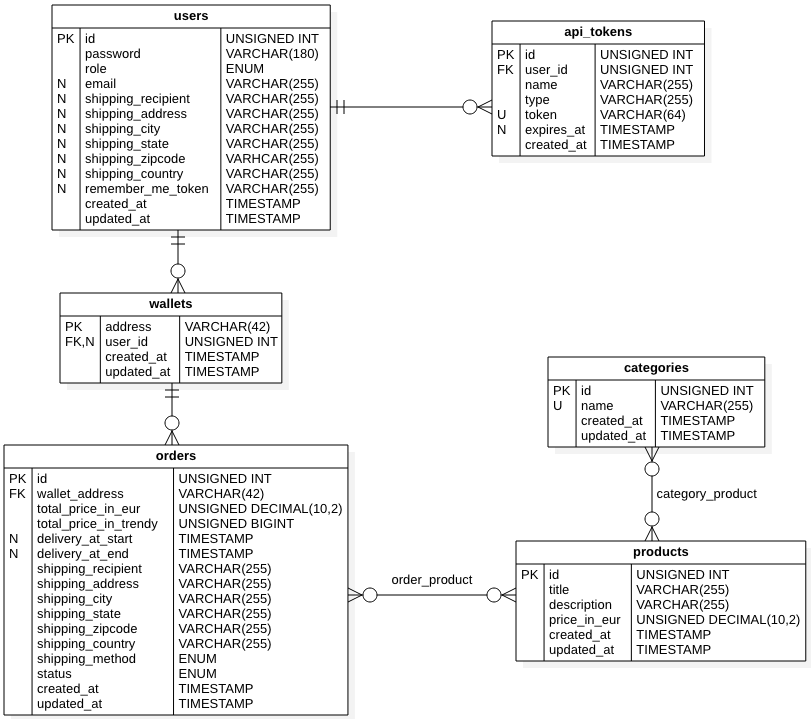 users
PK id UNSIGNED INT
password VARCHAR(180)
role ENUM
N email VARCHAR(255)
N shipping_recipient VARCHAR(255)
N shipping_address VARCHAR(255)
N shipping_city VARCHAR(255)
N shipping_state VARCHAR(255)
N shipping_zipcode VARHCAR(255)
N shipping_country VARCHAR(255)
N remember_me_token VARCHAR(255)
created_at TIMESTAMP
updated_at TIMESTAMP
api_tokens
PK id UNSIGNED INT
FK user_id UNSIGNED INT
name VARCHAR(255)
type VARCHAR(255)
U token VARCHAR(64)
N expires_at TIMESTAMP
created_at TIMESTAMP
wallets
PK address VARCHAR(42)
FK,N user_id UNSIGNED INT
created_at TIMESTAMP
updated_at TIMESTAMP
categories
PK id UNSIGNED INT
U name VARCHAR(255)
created_at TIMESTAMP
updated_at TIMESTAMP
category_product
orders
PK id UNSIGNED INT
FK wallet_address VARCHAR(42)
total_price_in_eur UNSIGNED DECIMAL(10,2)
total_price_in_trendy UNSIGNED BIGINT
N delivery_at_start TIMESTAMP
N delivery_at_end TIMESTAMP
shipping_recipient VARCHAR(255)
shipping_address VARCHAR(255)
shipping_city VARCHAR(255)
shipping_state VARCHAR(255)
shipping_zipcode VARCHAR(255)
shipping_country VARCHAR(255)
shipping_method ENUM
status ENUM
created_at TIMESTAMP
updated_at TIMESTAMP
order_product
products
PK id UNSIGNED INT
title VARCHAR(255)
description VARCHAR(255)
price_in_eur UNSIGNED DECIMAL(10,2)
created_at TIMESTAMP
updated_at TIMESTAMP